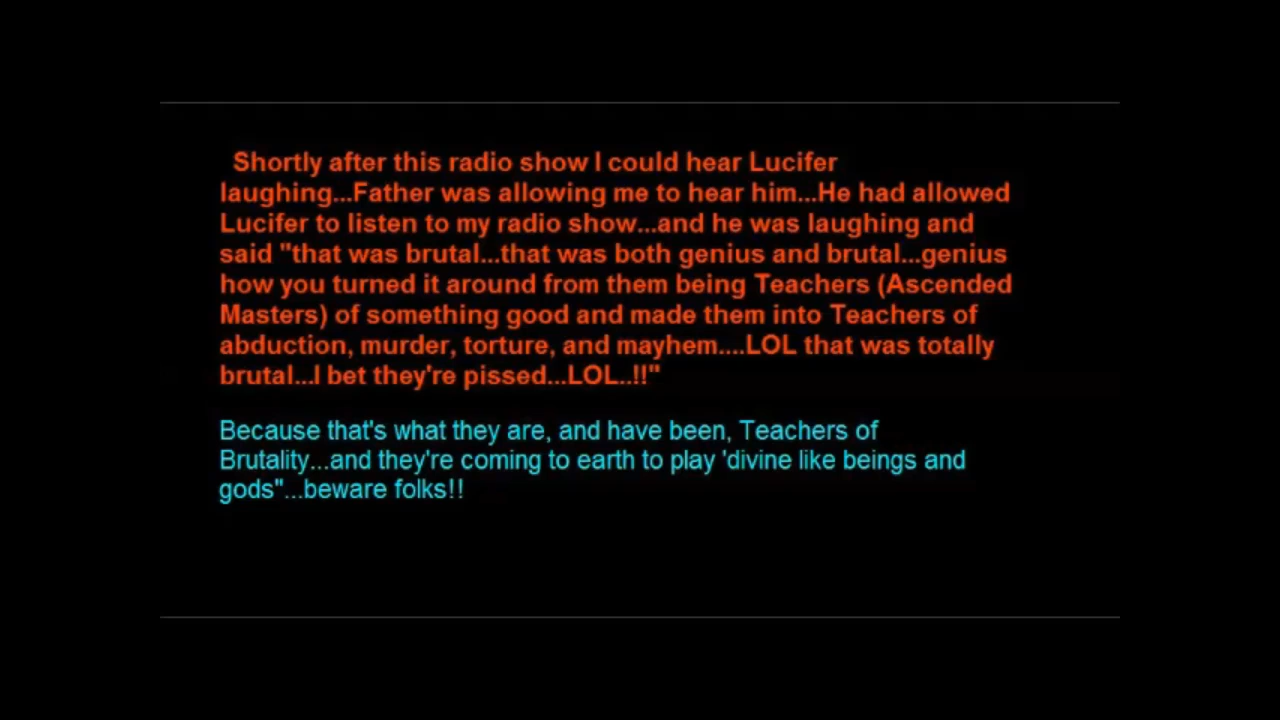 Shortly after this radio show I could hear Lucifer
laughing...Father was allowing me to hear him...He had allowed
Lucifer to listen to my radio show...and he was laughing and
said "that was brutal...that was both genius and brutal...genius
how you turned it around from them being Teachers (Ascended
Masters) of something good and made them into Teachers of
abduction, murder, torture, and mayhem....LOL that was totally
brutal...I bet they're pissed...LOL..!!"
Because that's what they are, and have been, Teachers of
Brutality...and they're coming to earth to play 'divine like beings and
gods"...beware folks!!